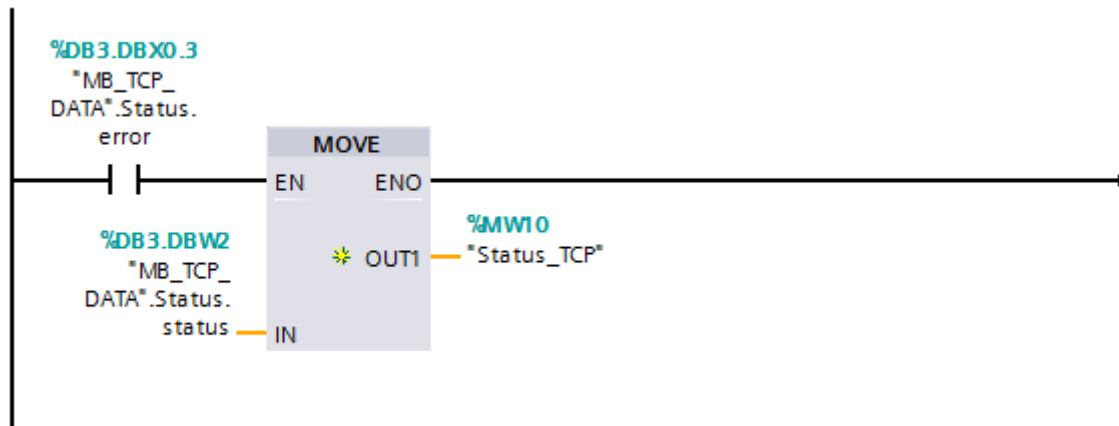 %DB3.DBX0.3
"MB_TCP_
DATA".Status.
error
MOVE
EN ENO
%DB3.DBW2
"MB_TCP_
DATA".Status.
status
IN
OUT1
%MW10
"Status_TCP"